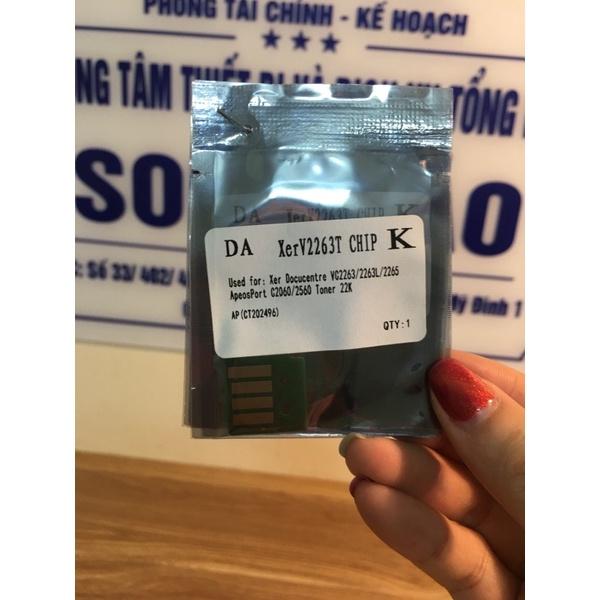 PHÒNG TÀI CHÍNH - KẾ HOẠCH
TÂM THIẾT BỊ VÀ DỊCH VỤ TỔNG
SO
Số 33/ 402/
Mỹ Đình 1
DA XerV2263T CHIP K
DA XerV2263T CHIP K
Used for: Xer Docucentre VC2263/2263L/2265
ApeosPort C2060/2560 Toner 22K
AP(CT202496)
QTY:1